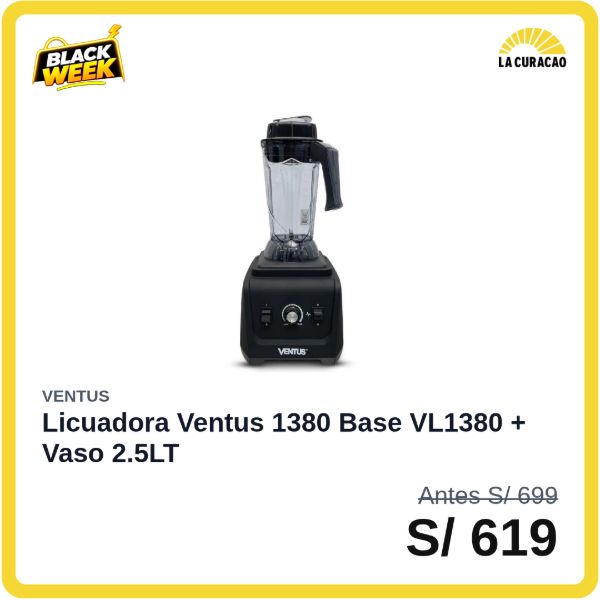 BLACK
WEEK
LA CURACAO
VENTUS
VENTUS
Licuadora Ventus 1380 Base VL1380 +
Vaso 2.5LT
Antes S/ 699
S/ 619